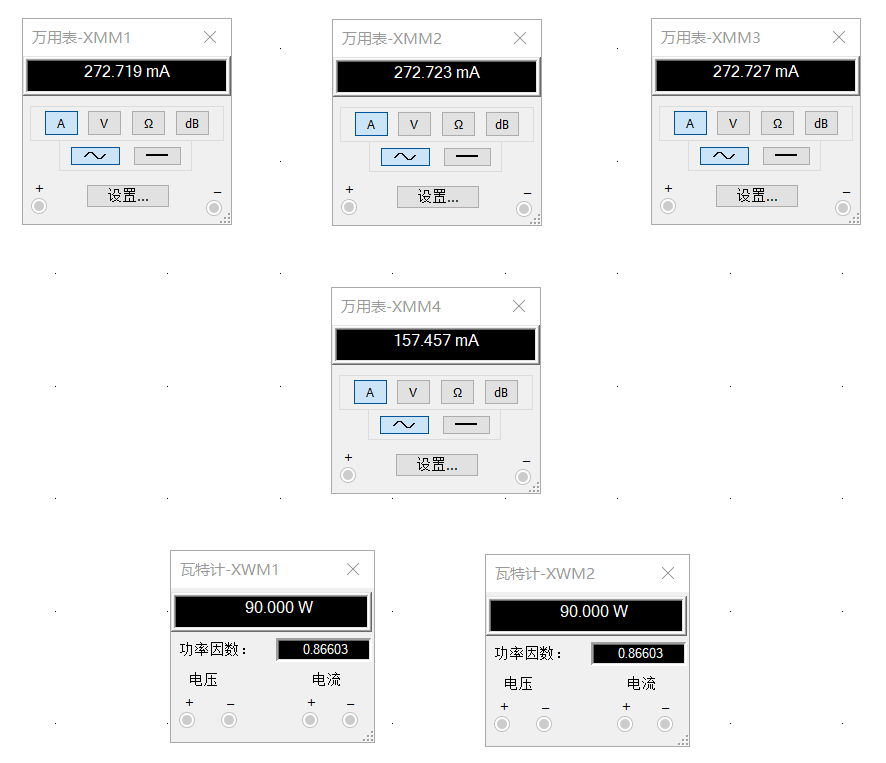 万用表-XMM1
272.719 mA
A V Ω dB
+ −
设置...
万用表-XMM2
272.723 mA
A V Ω dB
+ −
设置...
万用表-XMM3
272.727 mA
A V Ω dB
+ −
设置...
万用表-XMM4
157.457 mA
A V Ω dB
+ −
设置...
瓦特计-XWM1
90.000 W
功率因数： 0.86603
电压 电流
+ − + −
瓦特计-XWM2
90.000 W
功率因数： 0.86603
电压 电流
+ − + −